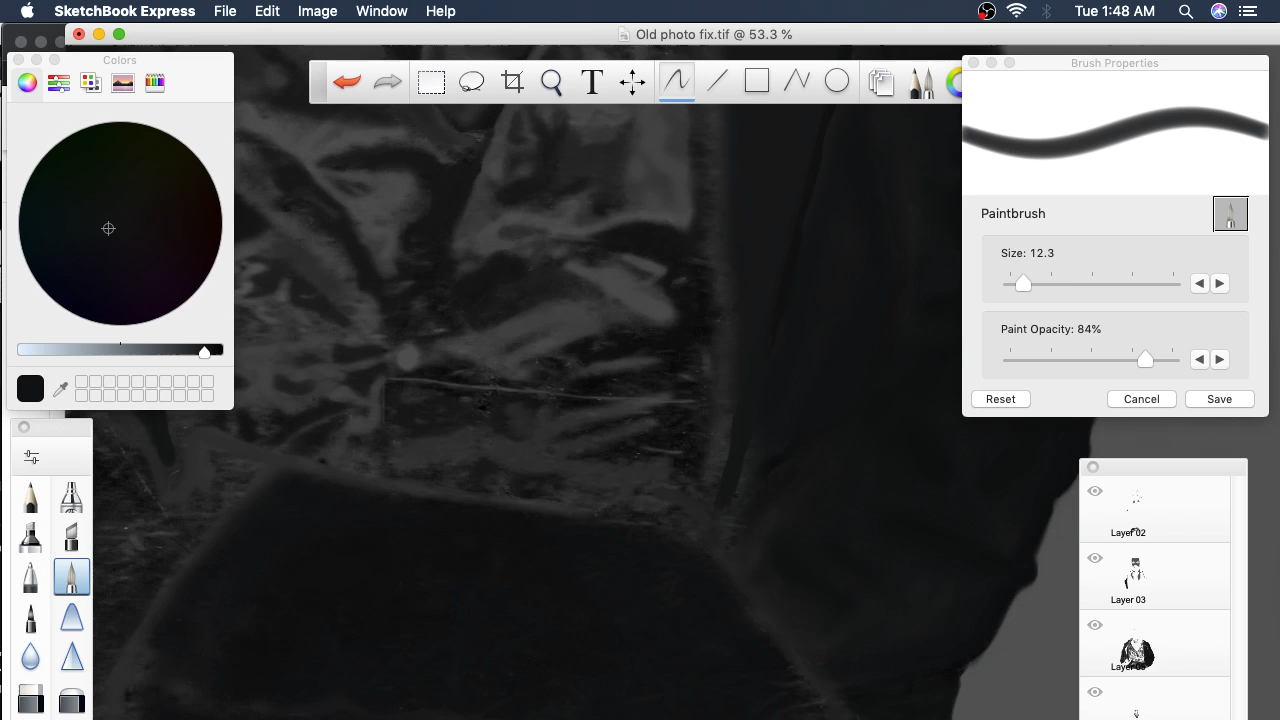 SketchBook Express File Edit Image Window Help Tue 1:48 AM
Old photo fix.tif @ 53.3 %
Colors
T
Brush Properties
Paintbrush
Size: 12.3
Paint Opacity: 84%
Reset Cancel Save
Layer 02
Layer 03